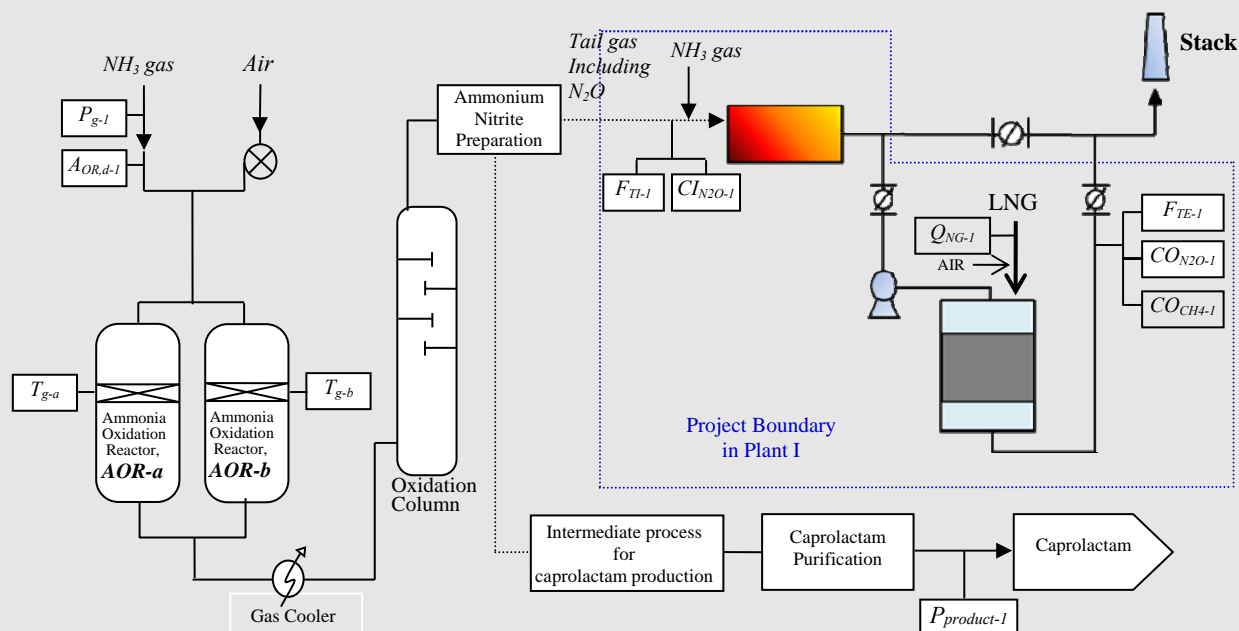 NH3 gas
Air
Pg-1
AOR,d-1
Tg-a
Tg-b
Ammonia
Oxidation
Reactor,
AOR-a
Ammonia
Oxidation
Reactor,
AOR-b
Gas Cooler
Oxidation
Column
Ammonium
Nitrite
Preparation
Tail gas
Including
N2O
NH3 gas
FTI-1
CIN2O-1
Stack
LNG
QNG-1
AIR
FTE-1
CON2O-1
COCH4-1
Project Boundary
in Plant I
Intermediate process
for
caprolactam production
Caprolactam
Purification
Caprolactam
Pproduct-1